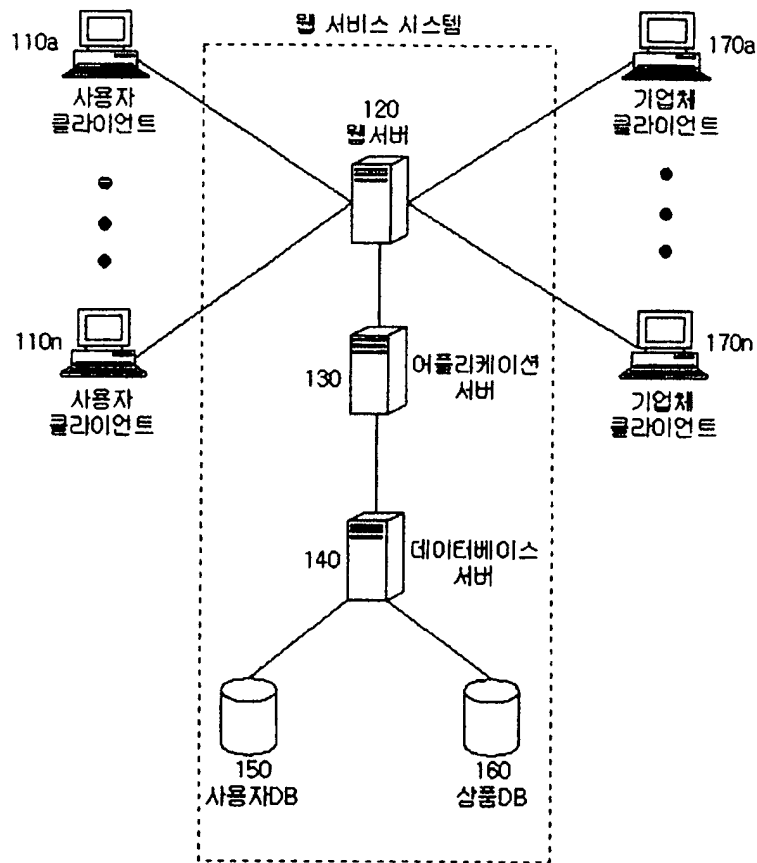 웹 서비스 시스템
110a
사용자
클라이언트
170a
기업체
클라이언트
120
웹서버
110n
사용자
클라이언트
170n
기업체
클라이언트
130
어플리케이션
서버
140
데이터베이스
서버
150
사용자DB
160
상품DB